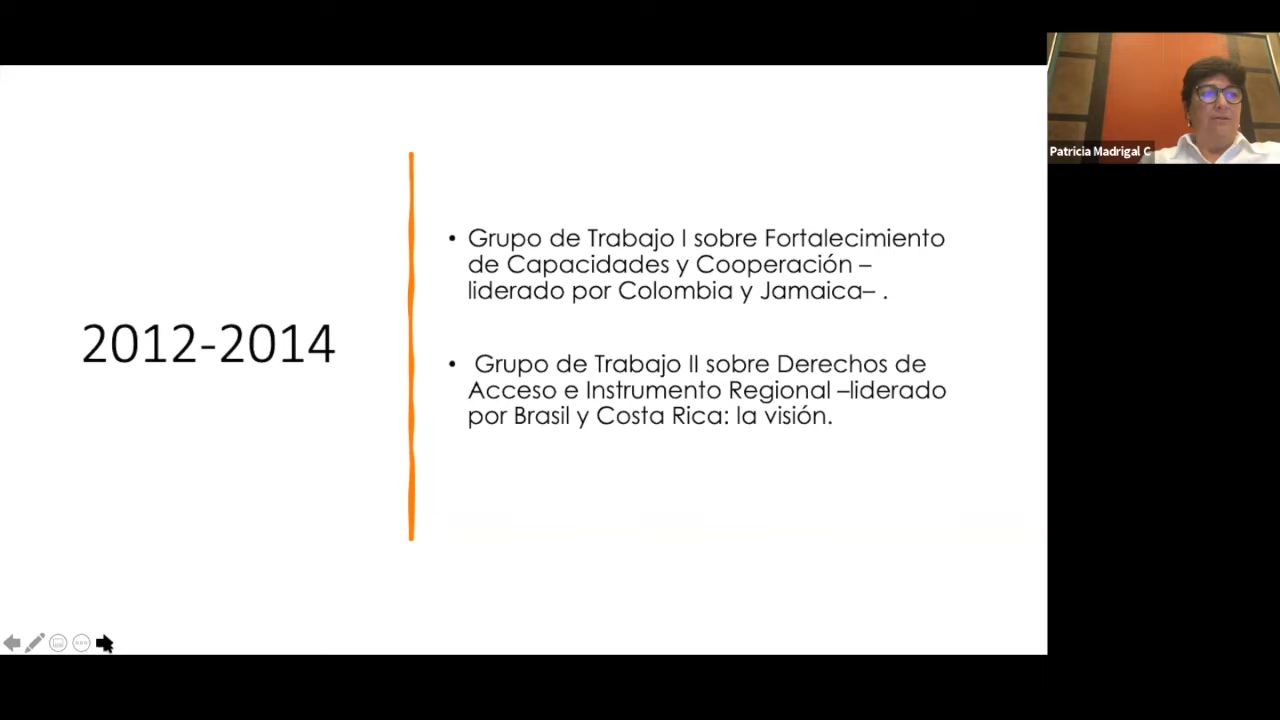 2012-2014
• Grupo de Trabajo I sobre Fortalecimiento
de Capacidades y Cooperación –
liderado por Colombia y Jamaica– .
• Grupo de Trabajo II sobre Derechos de
Acceso e Instrumento Regional –liderado
por Brasil y Costa Rica: la visión.
Patricia Madrigal C